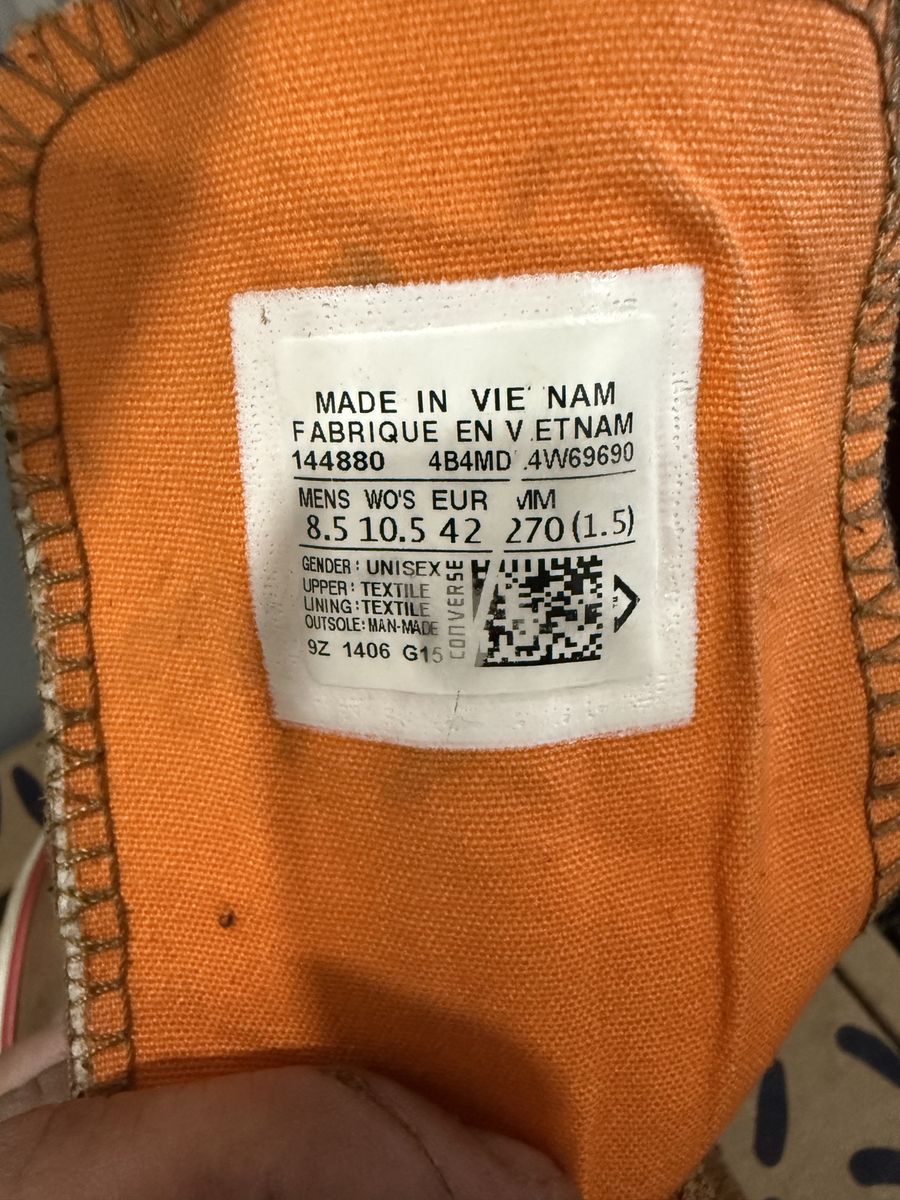 MADE IN VIETNAM
FABRIQUE EN VIETNAM
144880 4B4MD 4W69690
MENS WO'S EUR MM
8.5 10.5 42 270 (1.5)
GENDER: UNISEX
UPPER: TEXTILE
LINING: TEXTILE
OUTSOLE: MAN-MADE
9Z 1406 G15
CONVERSE